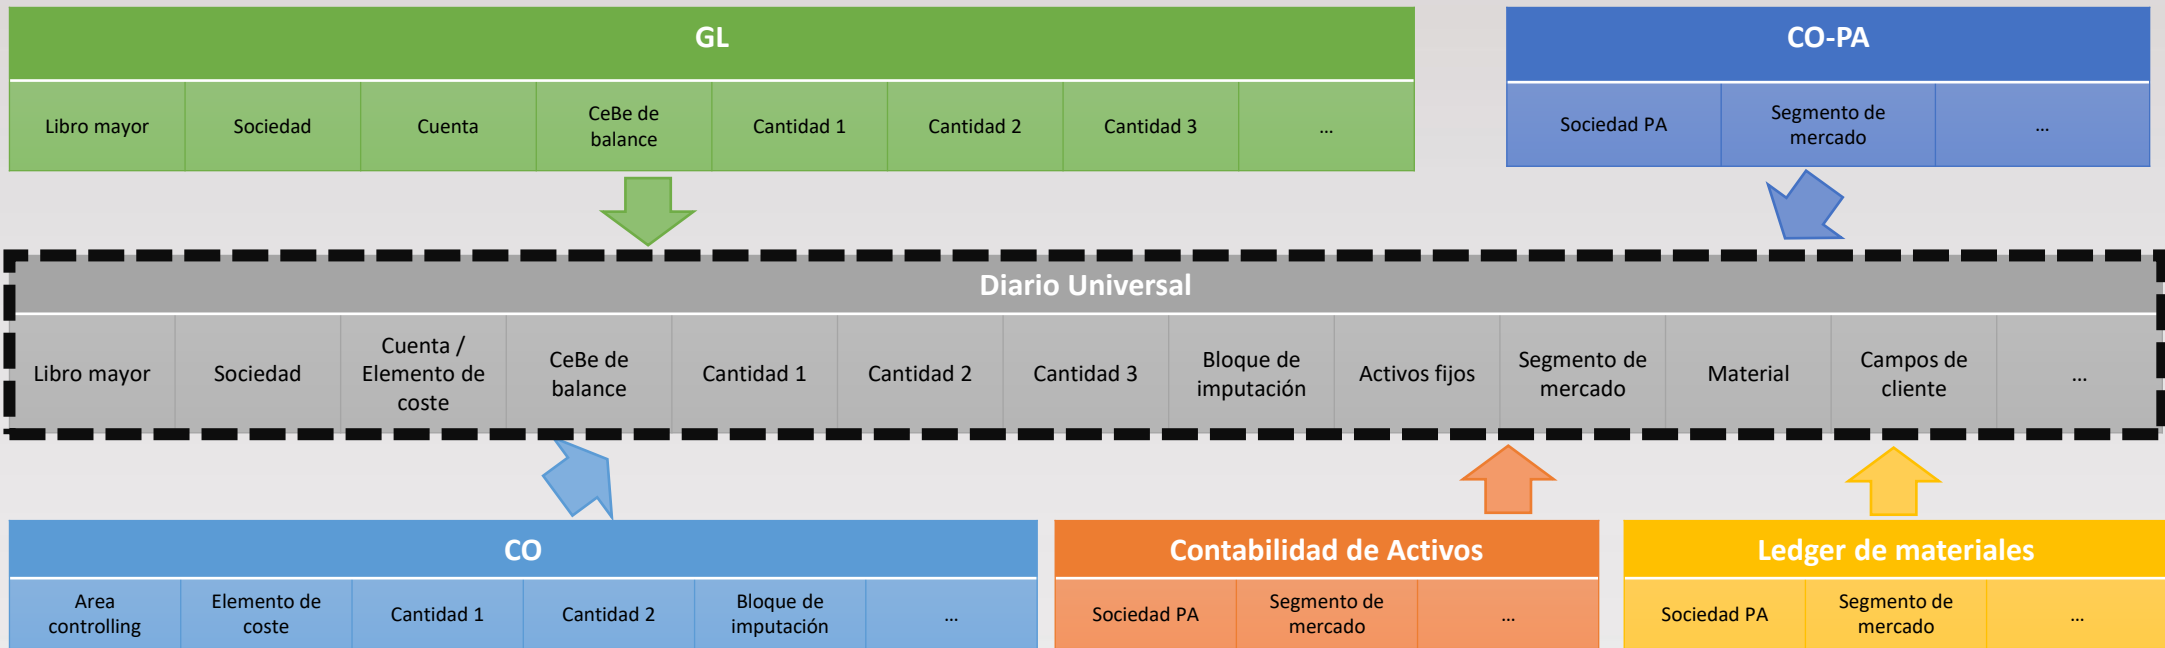 GL
Libro mayor
Sociedad
Cuenta
CeBe de
balance
Cantidad 1
Cantidad 2
Cantidad 3
...
CO-PA
Sociedad PA
Segmento de
mercado
...
Diario Universal
Libro mayor
Sociedad
Cuenta /
Elemento de
coste
CeBe de
balance
Cantidad 1
Cantidad 2
Cantidad 3
Bloque de
imputación
Activos fijos
Segmento de
mercado
Material
Campos de
cliente
...
CO
Area
controlling
Elemento de
coste
Cantidad 1
Cantidad 2
Bloque de
imputación
...
Contabilidad de Activos
Sociedad PA
Segmento de
mercado
...
Ledger de materiales
Sociedad PA
Segmento de
mercado
...